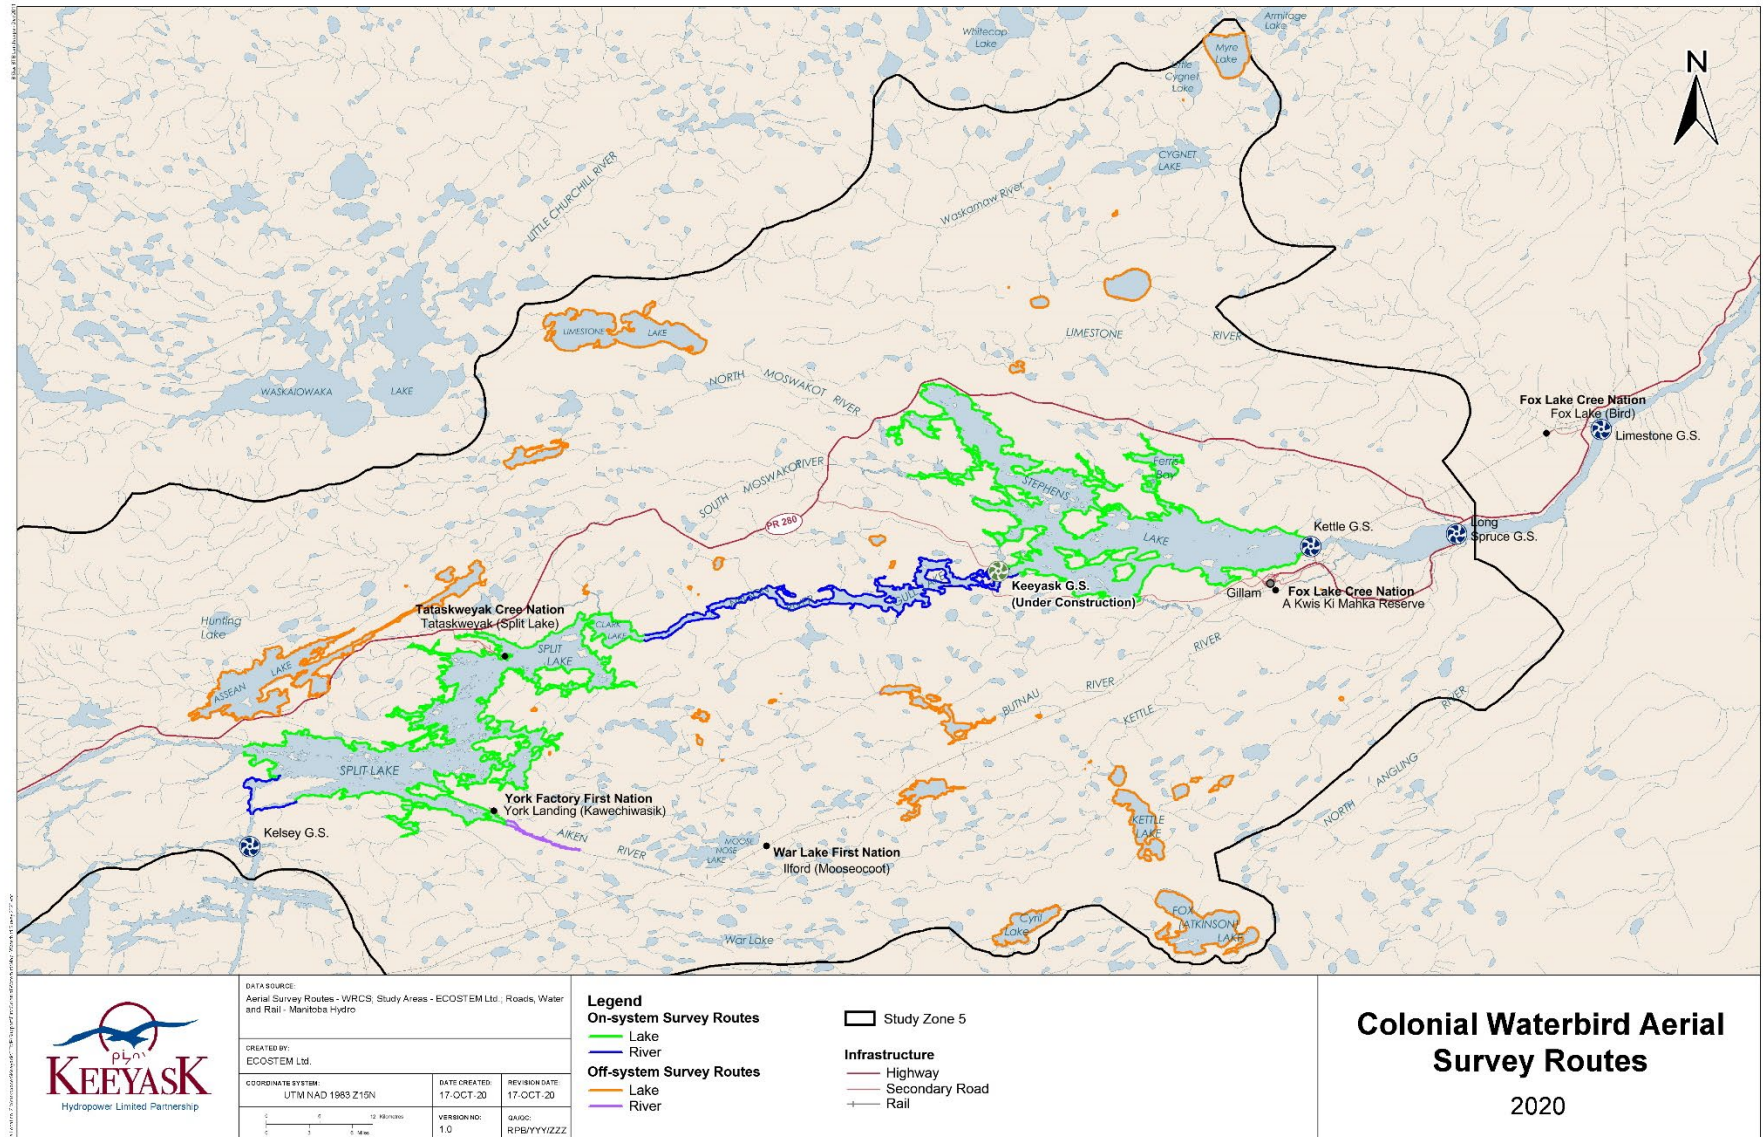 Whitecap
Lake
Armitage
Lake
Myre
Lake
Little
Cygnet
Lake
N
CYGNET
LAKE
LITTLE CHURCHILL RIVER
Waskamaw River
LIMESTONE
LAKE
LIMESTONE
RIVER
WASKAIOWAKA
LAKE
NORTH MOSWAKOT RIVER
Fox Lake Cree Nation
Fox Lake (Bird)
Limestone G.S.
SOUTH MOSWAKOT RIVER
Ferris
Bay
STEPHENS
LAKE
PR 280
Kettle G.S.
Long
Spruce G.S.
Keeyask G.S.
(Under Construction)
Gillam
Fox Lake Cree Nation
A Kwis Ki Mahka Reserve
Hunting
Lake
Tataskweyak Cree Nation
Tataskweyak (Split Lake)
CLARK
LAKE
SPLIT
LAKE
ASSEAN
LAKE
RIVER
BUTNAU
RIVER
KETTLE
RIVER
SPLIT LAKE
NORTH
ANGLING
York Factory First Nation
York Landing (Kawechiwasik)
Kelsey G.S.
AIKEN
RIVER
MOOSE
NOSE
LAKE
War Lake First Nation
Ilford (Mooseocoot)
KETTLE
LAKE
War Lake
Cyril
Lake
FOX
(ATKINSON)
LAKE
KEEYASK
Hydropower Limited Partnership
DATA SOURCE:
Aerial Survey Routes - WRCS; Study Areas - ECOSTEM Ltd.; Roads, Water
and Rail - Manitoba Hydro
CREATED BY:
ECOSTEM Ltd.
COORDINATE SYSTEM:
UTM NAD 1983 Z15N
DATE CREATED:
17-OCT-20
REVISION DATE:
17-OCT-20
0 6 12 Kilometres
0 3 6 Miles
VERSION NO:
1.0
QA/QC:
RPB/YYY/ZZZ
Legend
On-system Survey Routes
Lake
River
Off-system Survey Routes
Lake
River
Study Zone 5
Infrastructure
Highway
Secondary Road
Rail
Colonial Waterbird Aerial
Survey Routes
2020